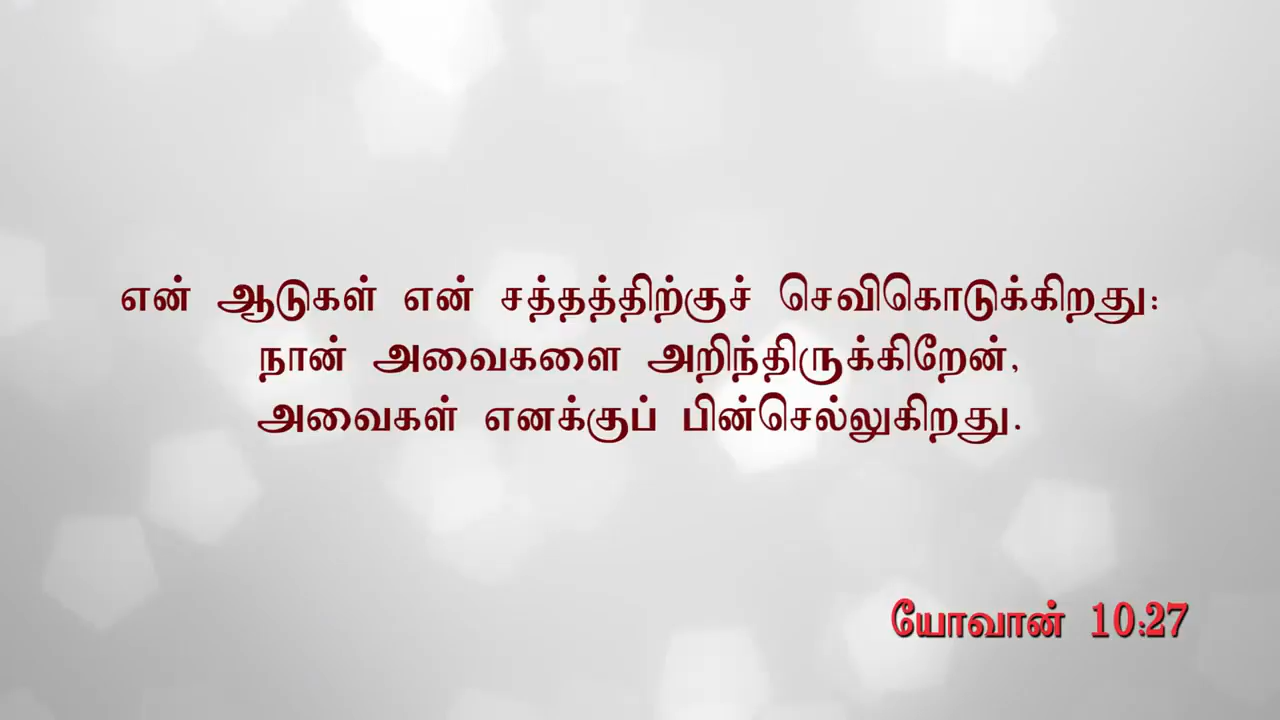 என் ஆடுகள் என் சத்தத்திற்குச் செவிகொடுக்கிறது:
நான் அவைகளை அறிந்திருக்கிறேன்,
அவைகள் எனக்குப் பின்செல்லுகிறது.
யோவான் 10:27